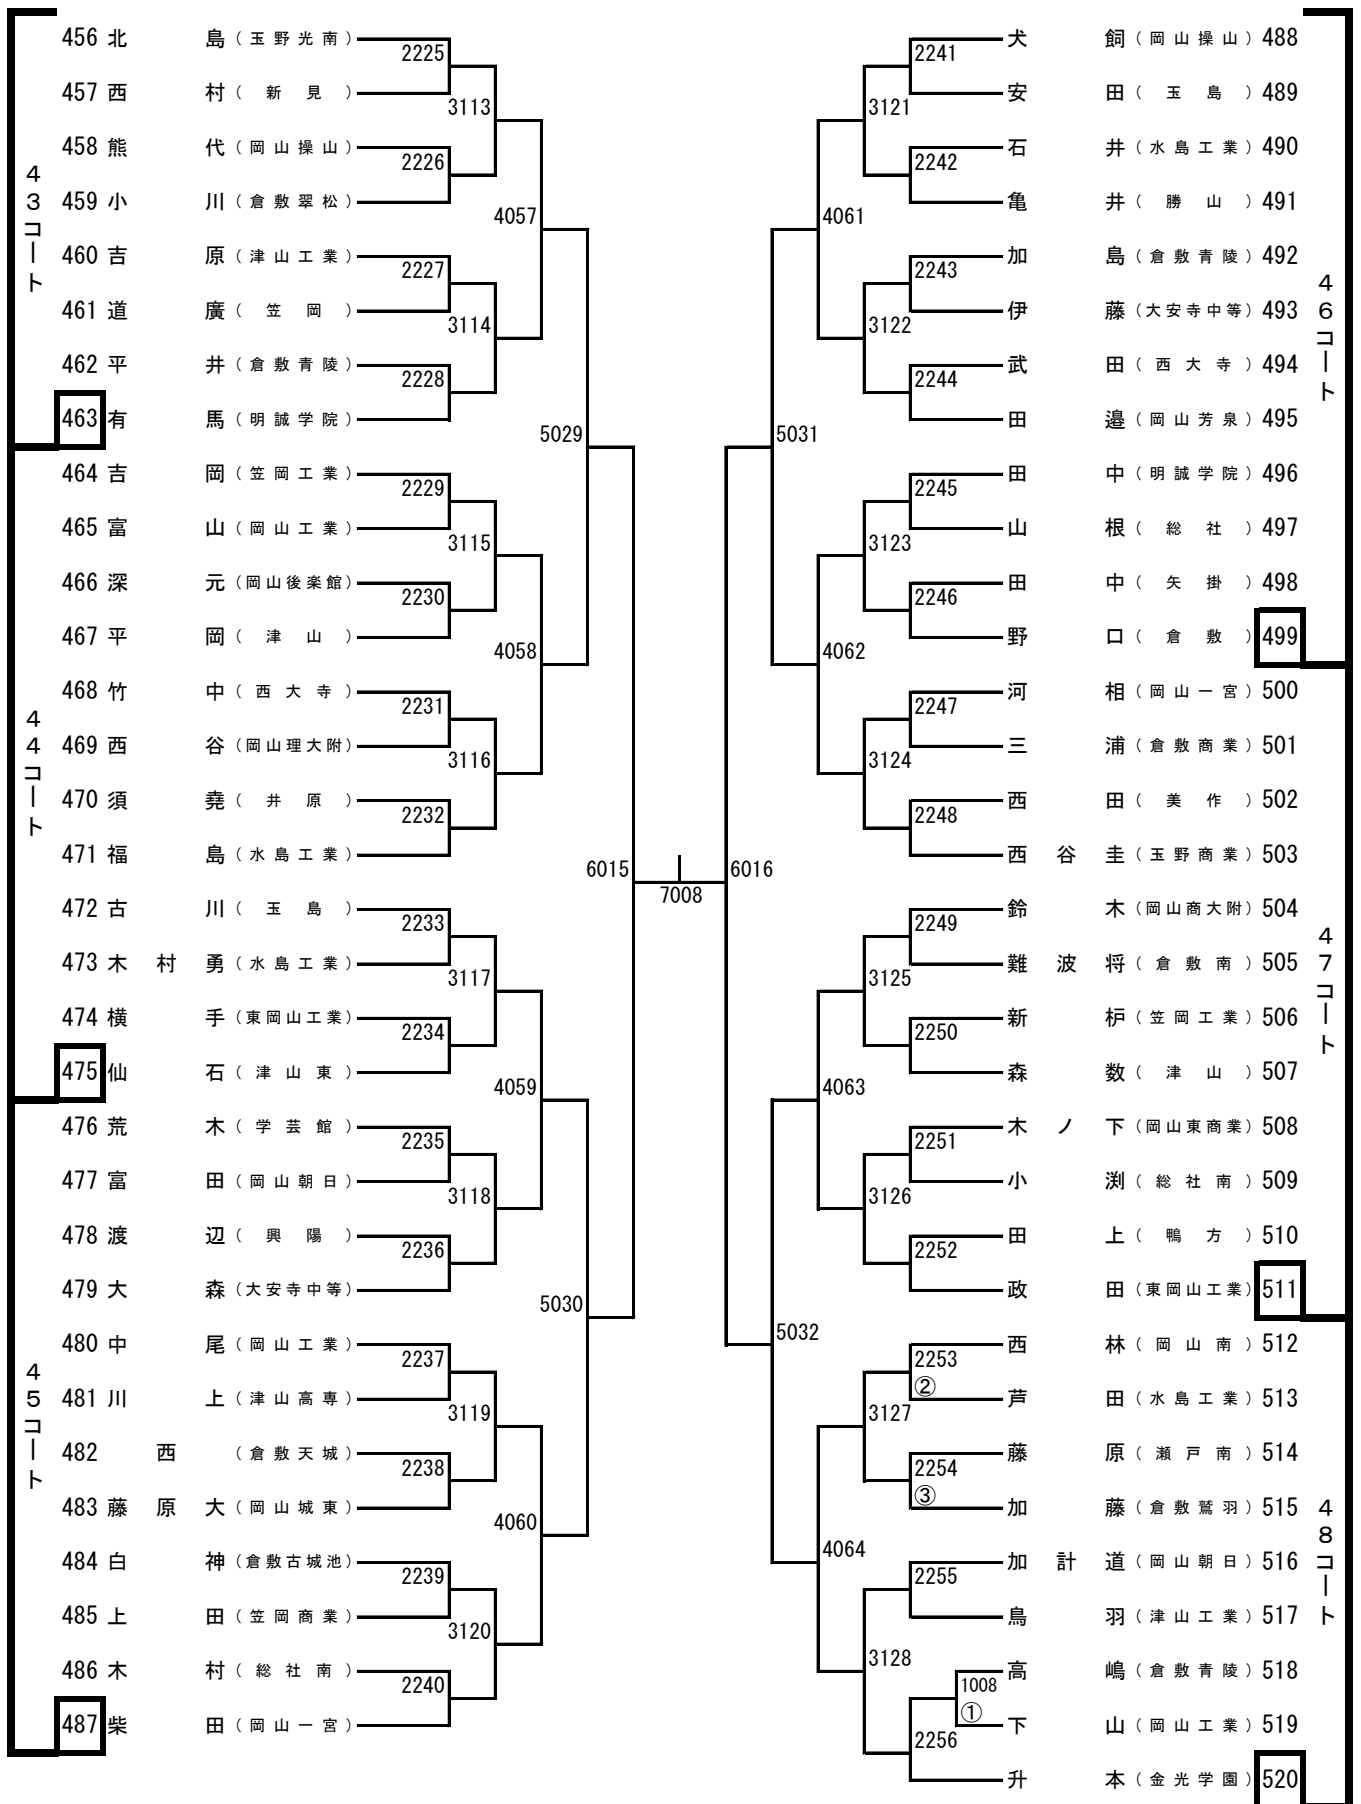 43コート
456 北島（玉野光南）
2225
457 西村（新見）
3113
458 熊代（岡山操山）
2226
459 小川（倉敷翠松）
4057
460 吉原（津山工業）
2227
461 道廣（笠岡）
3114
462 平井（倉敷青陵）
2228
463 有馬（明誠学院）
5029
44コート
464 吉岡（笠岡工業）
2229
465 富山（岡山工業）
3115
466 深元（岡山後楽館）
2230
467 平岡（津山）
4058
468 竹中（西大寺）
2231
469 西谷（岡山理大附）
3116
470 須堯（井原）
2232
471 福島（水島工業）
6015
472 古川（玉島）
2233
473 木村勇（水島工業）
3117
474 横手（東岡山工業）
2234
475 仙石（津山東）
4059
45コート
476 荒木（学芸館）
2235
477 富田（岡山朝日）
3118
478 渡辺（興陽）
2236
479 大森（大安寺中等）
5030
480 中尾（岡山工業）
2237
481 川上（津山高専）
3119
482 西（倉敷天城）
2238
483 藤原大（岡山城東）
4060
484 白神（倉敷古城池）
2239
485 上田（笠岡商業）
3120
486 木村（総社南）
2240
487 柴田（岡山一宮）
7008
46コート
犬飼（岡山操山）488
2241
安田（玉島）489
3121
石井（水島工業）490
2242
亀井（勝山）491
4061
加島（倉敷青陵）492
2243
伊藤（大安寺中等）493
3122
武田（西大寺）494
2244
田邉（岡山芳泉）495
5031
田中（明誠学院）496
2245
山根（総社）497
3123
田中（矢掛）498
2246
野口（倉敷）499
4062
47コート
河相（岡山一宮）500
2247
三浦（倉敷商業）501
3124
西田（美作）502
2248
西谷圭（玉野商業）503
6016
鈴木（岡山商大附）504
2249
難波将（倉敷南）505
3125
新枦（笠岡工業）506
2250
森数（津山）507
4063
木ノ下（岡山東商業）508
2251
小渕（総社南）509
3126
田上（鴨方）510
2252
政田（東岡山工業）511
5032
48コート
西林（岡山南）512
2253
②
芦田（水島工業）513
3127
藤原（瀬戸南）514
2254
③
加藤（倉敷鷲羽）515
4064
加計道（岡山朝日）516
2255
鳥羽（津山工業）517
3128
高嶋（倉敷青陵）518
1008
①
下山（岡山工業）519
2256
升本（金光学園）520